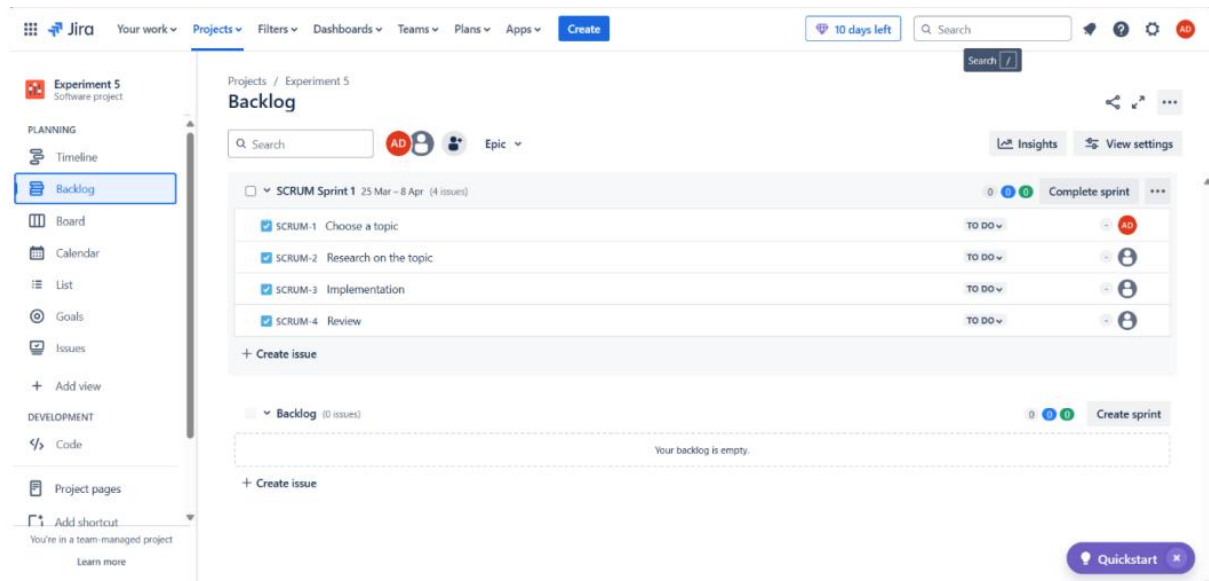 Jira Your work Projects Filters Dashboards Teams Plans Apps Create 10 days left Search AD
Search /
Experiment 5
Software project
PLANNING
Timeline
Backlog
Board
Calendar
List
Goals
Issues
+ Add view
DEVELOPMENT
Code
Project pages
Add shortcut
You're in a team-managed project
Learn more
Projects / Experiment 5
Backlog
Search AD Epic Insights View settings
SCRUM Sprint 1 25 Mar – 8 Apr (4 issues) 0 0 0 Complete sprint
SCRUM-1 Choose a topic TO DO - AD
SCRUM-2 Research on the topic TO DO -
SCRUM-3 Implementation TO DO -
SCRUM-4 Review TO DO -
+ Create issue
Backlog (0 issues) 0 0 0 Create sprint
Your backlog is empty.
+ Create issue
Quickstart